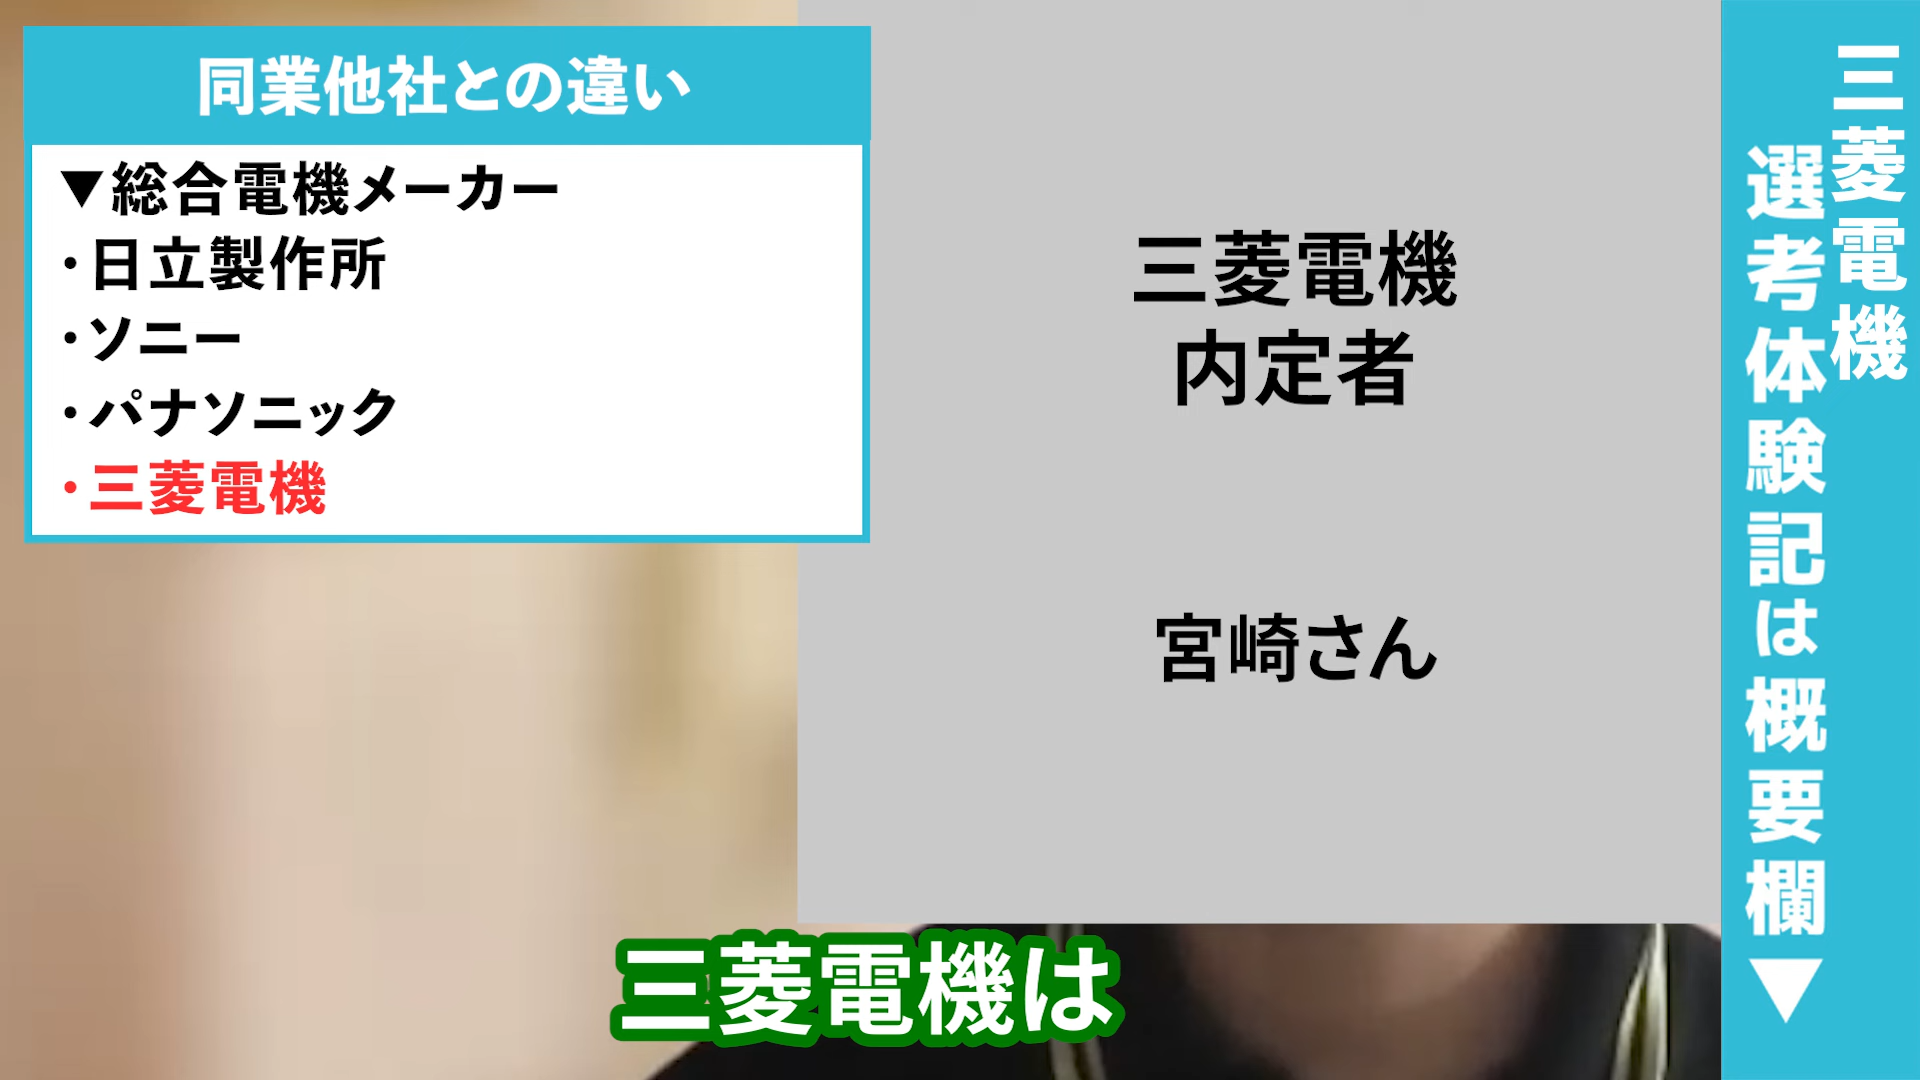 同業他社との違い
▼総合電機メーカー
・日立製作所
・ソニー
・パナソニック
・三菱電機
三菱電機
内定者
宮崎さん
三菱電機
選考体験記は概要欄▼
三菱電機は